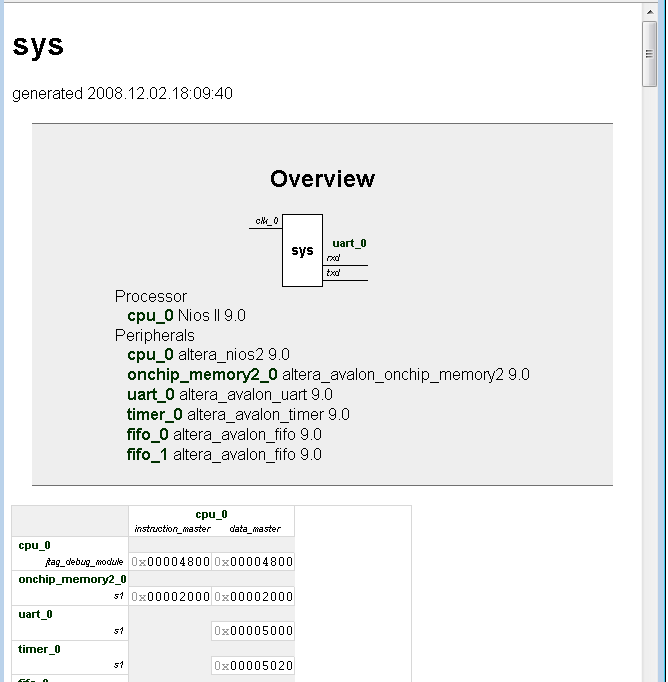 sys
generated 2008.12.02.18:09:40
Overview
clk_0
sys
uart_0
rxd
txd
Processor
cpu_0 Nios II 9.0
Peripherals
cpu_0 altera_nios2 9.0
onchip_memory2_0 altera_avalon_onchip_memory2 9.0
uart_0 altera_avalon_uart 9.0
timer_0 altera_avalon_timer 9.0
fifo_0 altera_avalon_fifo 9.0
fifo_1 altera_avalon_fifo 9.0
cpu_0
instruction_master data_master
cpu_0
jtag_debug_module 0x00004800 0x00004800
onchip_memory2_0
s1 0x00002000 0x00002000
uart_0
s1 0x00005000
timer_0
s1 0x00005020